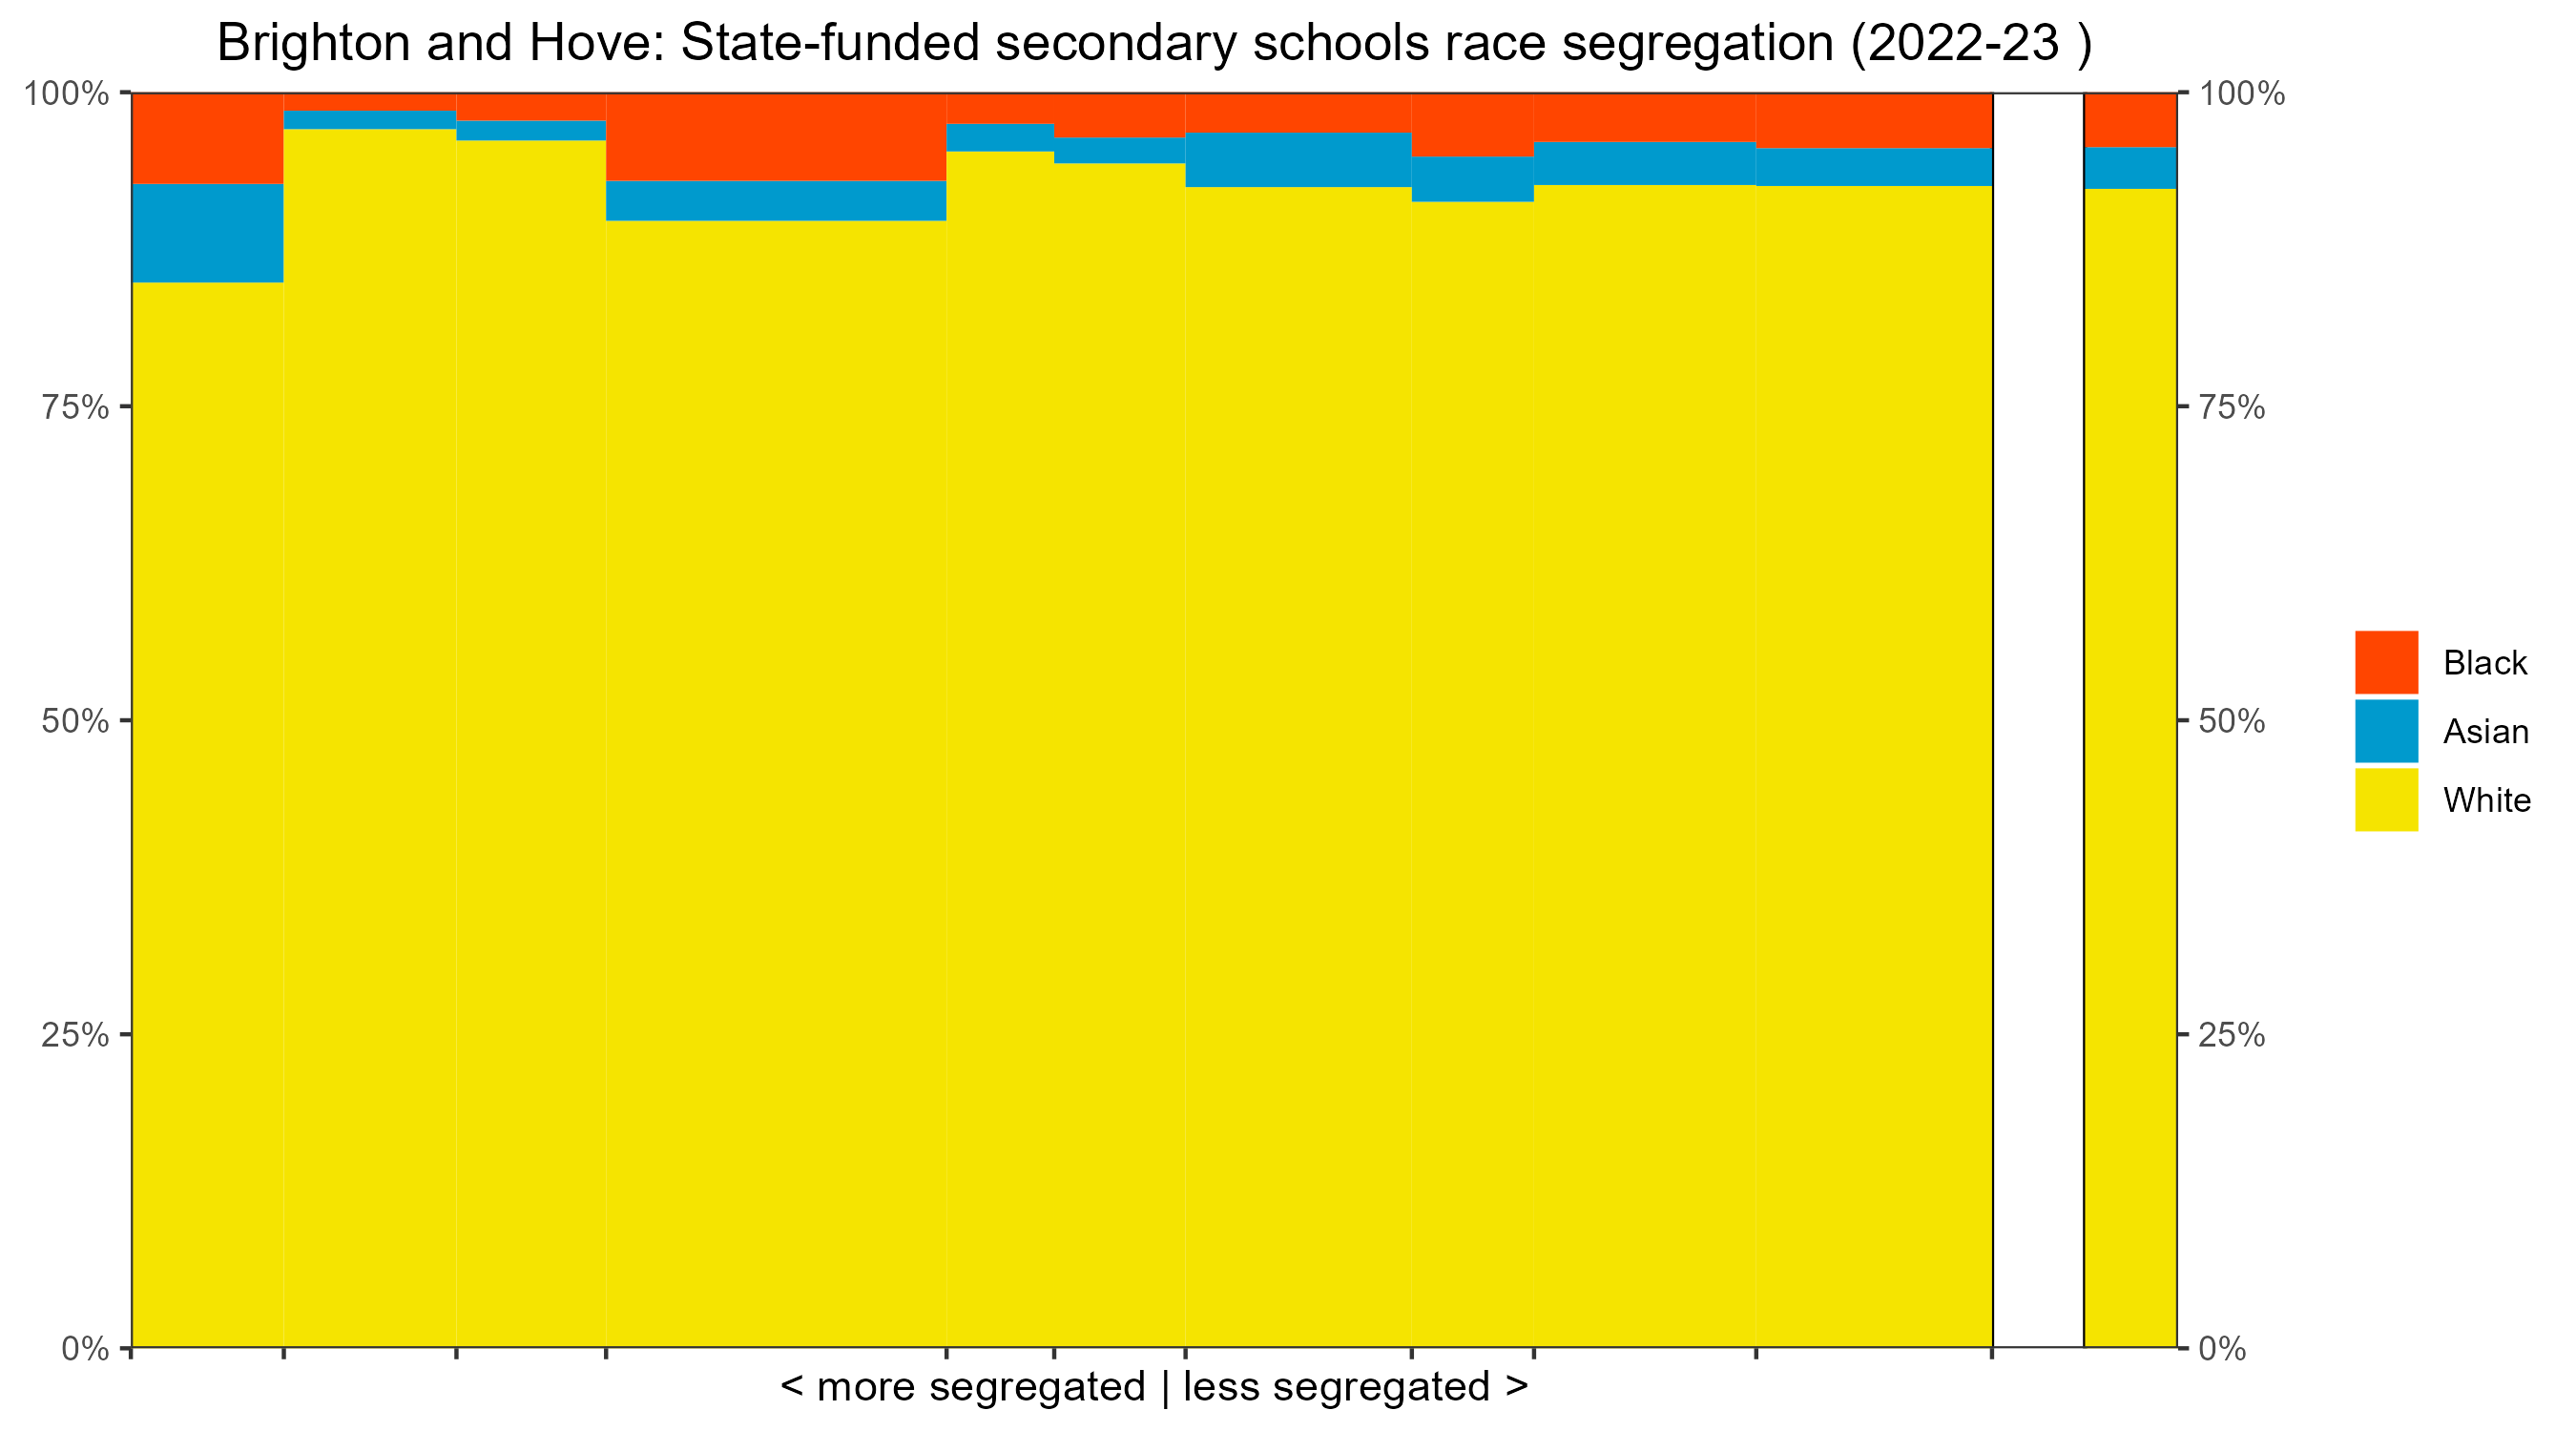 Brighton and Hove: State-funded secondary schools race segregation (2022-23 )
100%
100%
75%
75%
50%
50%
25%
25%
0%
0%
Black
Asian
White
< more segregated | less segregated >